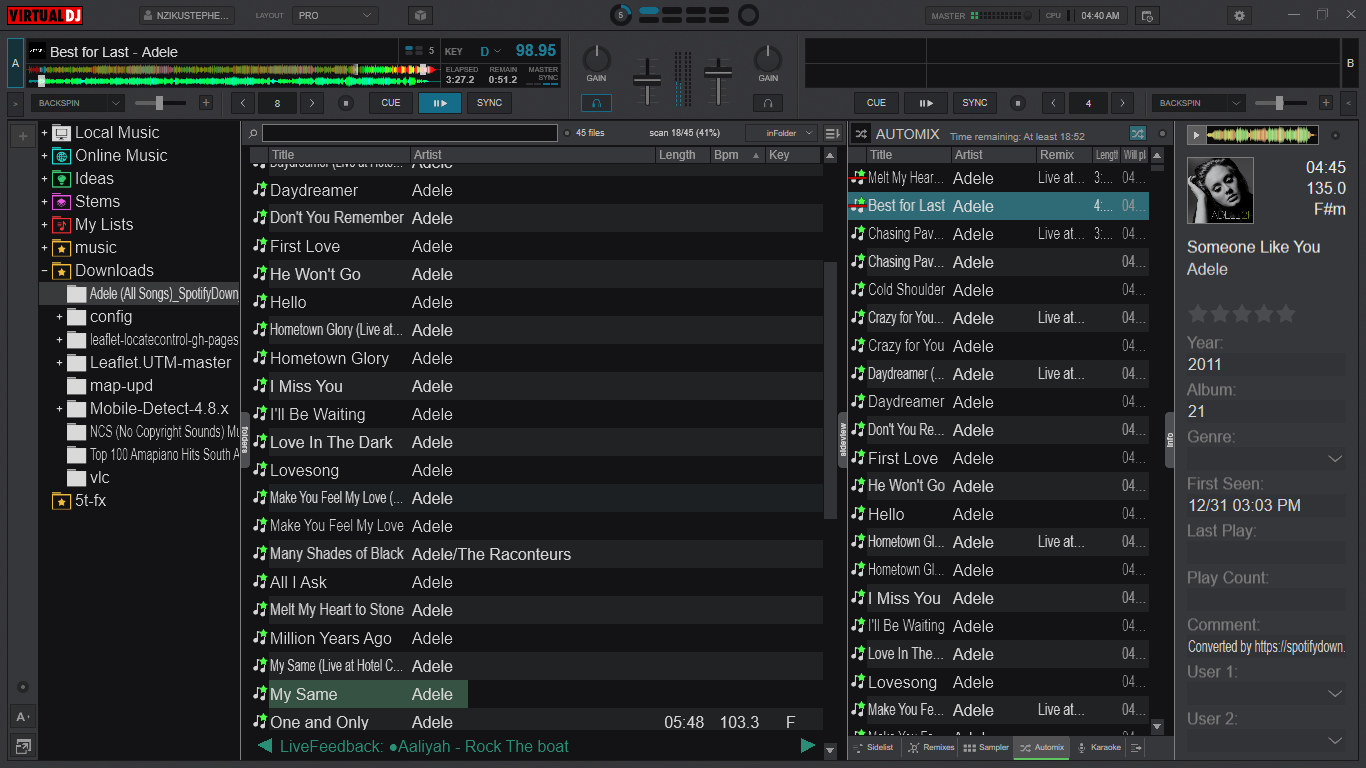 VIRTUAL DJ
NZIKUSTEPHE...
LAYOUT PRO
5
MASTER
CPU
04:40 AM
A
Best for Last - Adele
5 KEY D 98.95
ELAPSED 3:27.2
REMAIN 0:51.2
MASTER SYNC
GAIN
GAIN
B
BACKSPIN
8
CUE
SYNC
CUE
SYNC
4
BACKSPIN
Local Music
Online Music
Ideas
Stems
My Lists
music
Downloads
Adele (All Songs)_SpotifyDown_
config
leaflet-locatecontrol-gh-pages
Leaflet.UTM-master
map-upd
Mobile-Detect-4.8.x
NCS (No Copyright Sounds) Mu
Top 100 Amapiano Hits South A
vlc
5t-fx
A
folders
45 files
scan 18/45 (41%)
inFolder
Title Artist Length Bpm Key
Daydreamer (Live at Hote... Adele
Daydreamer Adele
Don't You Remember Adele
First Love Adele
He Won't Go Adele
Hello Adele
Hometown Glory (Live at... Adele
Hometown Glory Adele
I Miss You Adele
I'll Be Waiting Adele
Love In The Dark Adele
Lovesong Adele
Make You Feel My Love (... Adele
Make You Feel My Love Adele
Many Shades of Black Adele/The Raconteurs
All I Ask Adele
Melt My Heart to Stone Adele
Million Years Ago Adele
My Same (Live at Hotel C... Adele
My Same Adele
One and Only Adele 05:48 103.3 F
LiveFeedback: ●Aaliyah - Rock The boat
sideview
AUTOMIX Time remaining: At least 18:52
Title Artist Remix Lengtl Will pl
Melt My Hear... Adele Live at... 3:... 04...
Best for Last Adele 4:... 04...
Chasing Pav... Adele Live at... 3:... 04...
Chasing Pav... Adele 04...
Cold Shoulder Adele 04...
Crazy for You... Adele Live at... 04...
Crazy for You Adele 04...
Daydreamer (... Adele Live at... 04...
Daydreamer Adele 04...
Don't You Re... Adele 04...
First Love Adele 04...
He Won't Go Adele 04...
Hello Adele 04...
Hometown Gl... Adele Live at... 04...
Hometown Gl... Adele 04...
I Miss You Adele 04...
I'll Be Waiting Adele 04...
Love In The... Adele 04...
Lovesong Adele 04...
Make You Fe... Adele Live at... 04...
Make You Fe... Adele 04...
Sidelist
Remixes
Sampler
Automix
Karaoke
info
ADELE 21
04:45
135.0
F#m
Someone Like You
Adele
Year:
2011
Album:
21
Genre:
First Seen:
12/31 03:03 PM
Last Play:
Play Count:
Comment:
Converted by https://spotifydown.
User 1:
User 2: